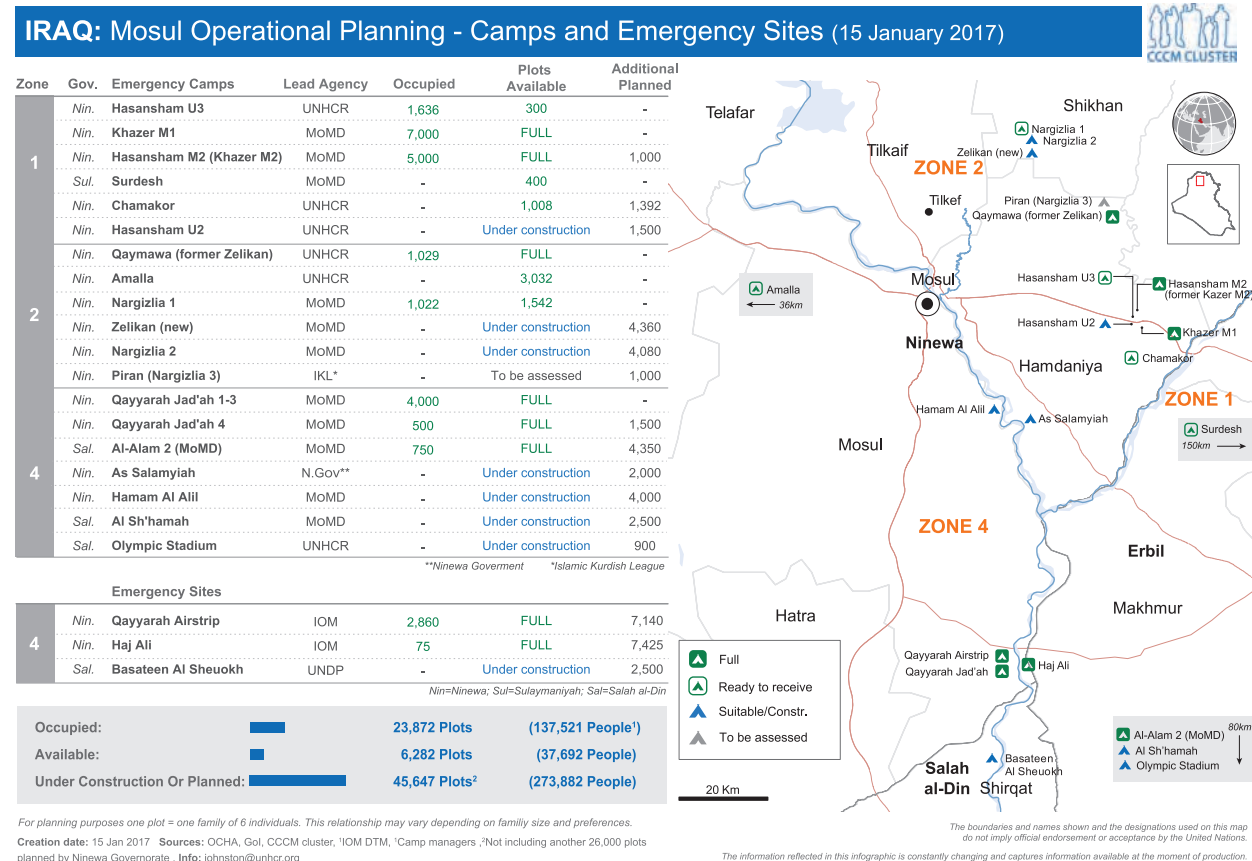 IRAQ: Mosul Operational Planning - Camps and Emergency Sites (15 January 2017)
CCCM CLUSTER
Zone Gov. Emergency Camps Lead Agency Occupied Plots Available Additional Planned
1
Nin. Hasansham U3 UNHCR 1,636 300 -
Nin. Khazer M1 MoMD 7,000 FULL -
Nin. Hasansham M2 (Khazer M2) MoMD 5,000 FULL 1,000
Sul. Surdesh MoMD - 400 -
Nin. Chamakor UNHCR - 1,008 1,392
Nin. Hasansham U2 UNHCR - Under construction 1,500
2
Nin. Qaymawa (former Zelikan) UNHCR 1,029 FULL -
Nin. Amalla UNHCR - 3,032 -
Nin. Nargizlia 1 MoMD 1,022 1,542 -
Nin. Zelikan (new) MoMD - Under construction 4,360
Nin. Nargizlia 2 MoMD - Under construction 4,080
Nin. Piran (Nargizlia 3) IKL* - To be assessed 1,000
4
Nin. Qayyarah Jad'ah 1-3 MoMD 4,000 FULL -
Nin. Qayyarah Jad'ah 4 MoMD 500 FULL 1,500
Sal. Al-Alam 2 (MoMD) MoMD 750 FULL 4,350
Nin. As Salamyiah N.Gov** - Under construction 2,000
Nin. Hamam Al Alil MoMD - Under construction 4,000
Sal. Al Sh'hamah MoMD - Under construction 2,500
Sal. Olympic Stadium UNHCR - Under construction 900
**Ninewa Goverment *Islamic Kurdish League
Emergency Sites
4
Nin. Qayyarah Airstrip IOM 2,860 FULL 7,140
Nin. Haj Ali IOM 75 FULL 7,425
Sal. Basateen Al Sheuokh UNDP - Under construction 2,500
Nin=Ninewa; Sul=Sulaymaniyah; Sal=Salah al-Din
Occupied: 23,872 Plots (137,521 People¹)
Available: 6,282 Plots (37,692 People)
Under Construction Or Planned: 45,647 Plots² (273,882 People)
For planning purposes one plot = one family of 6 individuals. This relationship may vary depending on familiy size and preferences.
Creation date: 15 Jan 2017 Sources: OCHA, GoI, CCCM cluster, ¹IOM DTM, ¹Camp managers ,²Not including another 26,000 plots
planned by Ninewa Governorate . Info: johnston@unhcr.org
Telafar
Shikhan
Nargizlia 1
Nargizlia 2
Zelikan (new)
Tilkaif
ZONE 2
Tilkef
Piran (Nargizlia 3)
Qaymawa (former Zelikan)
Mosul
Amalla
36km
Hasansham U3
Hasansham M2
(former Kazer M2)
Hasansham U2
Khazer M1
Ninewa
Chamakor
Hamdaniya
ZONE 1
Hamam Al Alil
As Salamyiah
Surdesh
150km
Mosul
ZONE 4
Erbil
Makhmur
Hatra
Full
Ready to receive
Suitable/Constr.
To be assessed
20 Km
Qayyarah Airstrip
Qayyarah Jad'ah
Haj Ali
Al-Alam 2 (MoMD)
Al Sh'hamah
Olympic Stadium
80km
Basateen
Al Sheuokh
Salah
al-Din
Shirqat
The boundaries and names shown and the designations used on this map
do not imply official endorsement or acceptance by the United Nations.
The information reflected in this infographic is constantly changing and captures information available at the moment of production.